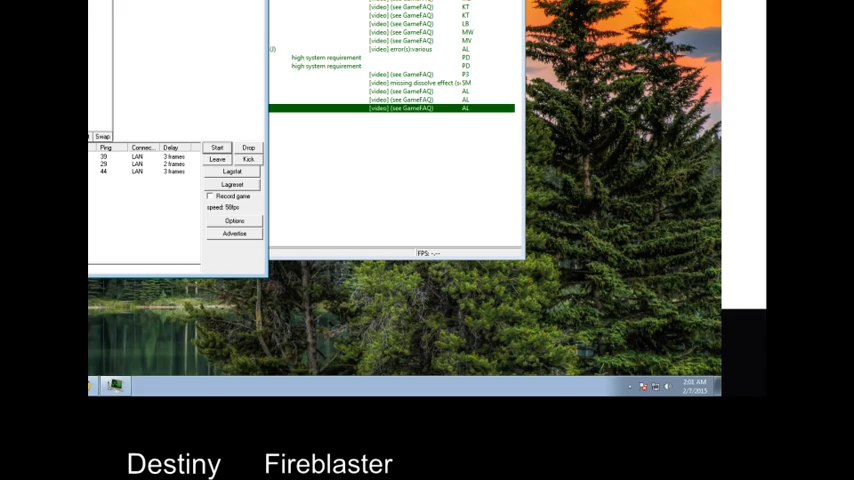 [video] (see GameFAQ) KT
[video] (see GameFAQ) KT
[video] (see GameFAQ) LB
[video] (see GameFAQ) MW
[video] (see GameFAQ) MV
(J) [video] error(s):various AL
high system requirement PD
high system requirement PD
[video] (see GameFAQ) P3
[video] missing dissolve effect (s SM
[video] (see GameFAQ) AL
[video] (see GameFAQ) AL
[video] (see GameFAQ) AL
Swap
Ping Connec... Delay
39 LAN 3 frames
29 LAN 2 frames
44 LAN 3 frames
Start Drop
Leave Kick
Lagstat
Lagreset
Record game
speed: 58fps
Options
Advertise
FPS: -.--
2:01 AM
2/7/2015
Destiny Fireblaster